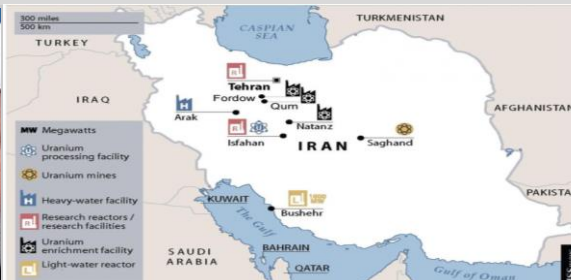 300 miles
500 km
CASPIAN
SEA
TURKMENISTAN
TURKEY
Tehran
Fordow
Qum
IRAQ
AFGHANISTAN
Arak
Natanz
Isfahan
IRAN
Saghand
MW Megawatts
Uranium
processing facility
Uranium mines
Heavy-water facility
Research reactors /
research facilities
Uranium
enrichment facility
Light-water reactor
KUWAIT
PAKISTA
The Gulf
Bushehr
SAUDI
ARABIA
BAHRAIN
QATAR
Gulf of Oman